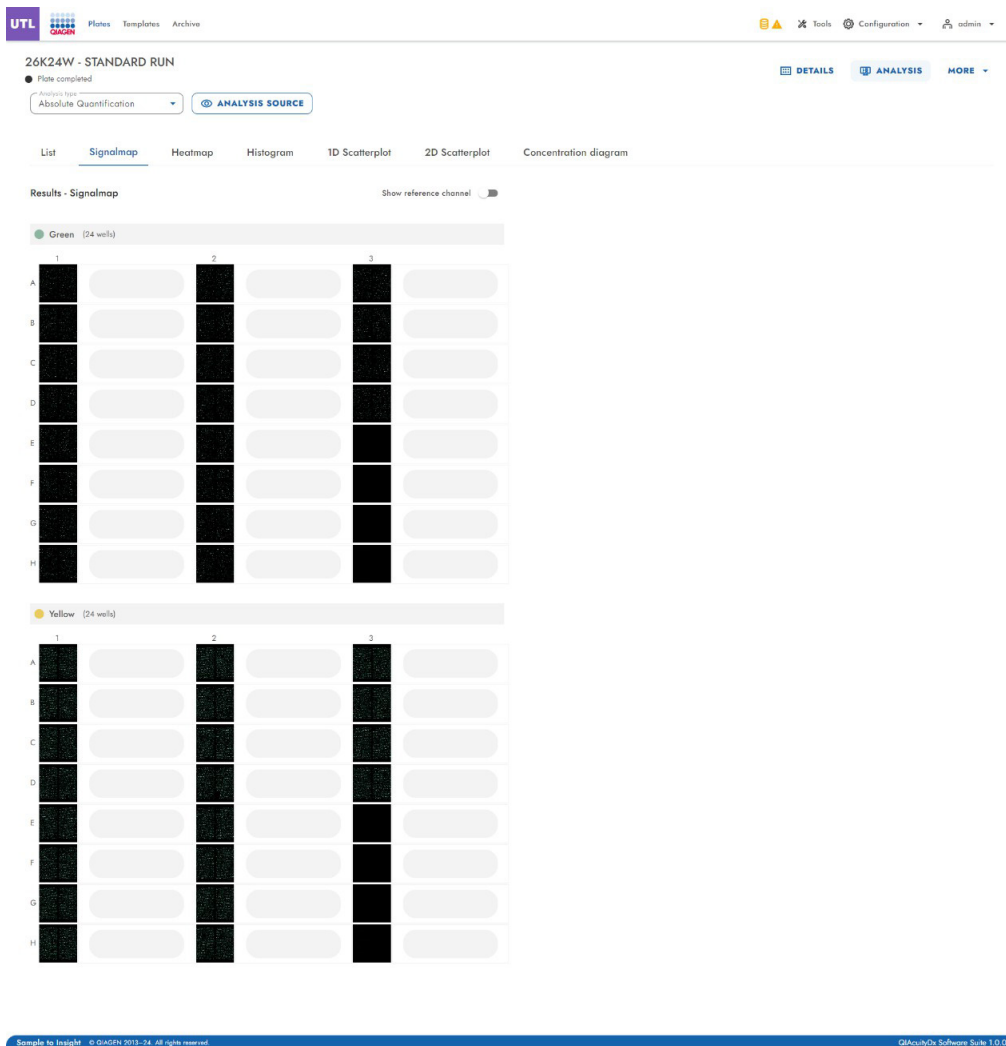 UTL QIAGEN Plates Templates Archive Tools Configuration admin
26K24W - STANDARD RUN
Plate completed
DETAILS ANALYSIS MORE
Analysis type
Absolute Quantification ANALYSIS SOURCE
List Signalmap Heatmap Histogram 1D Scatterplot 2D Scatterplot Concentration diagram
Results - Signalmap Show reference channel
Green (24 wells)
1 2 3
A
B
C
D
E
F
G
H
Yellow (24 wells)
1 2 3
A
B
C
D
E
F
G
H
Sample to Insight © QIAGEN 2013–24. All rights reserved. QIAcuityDx Software Suite 1.0.0